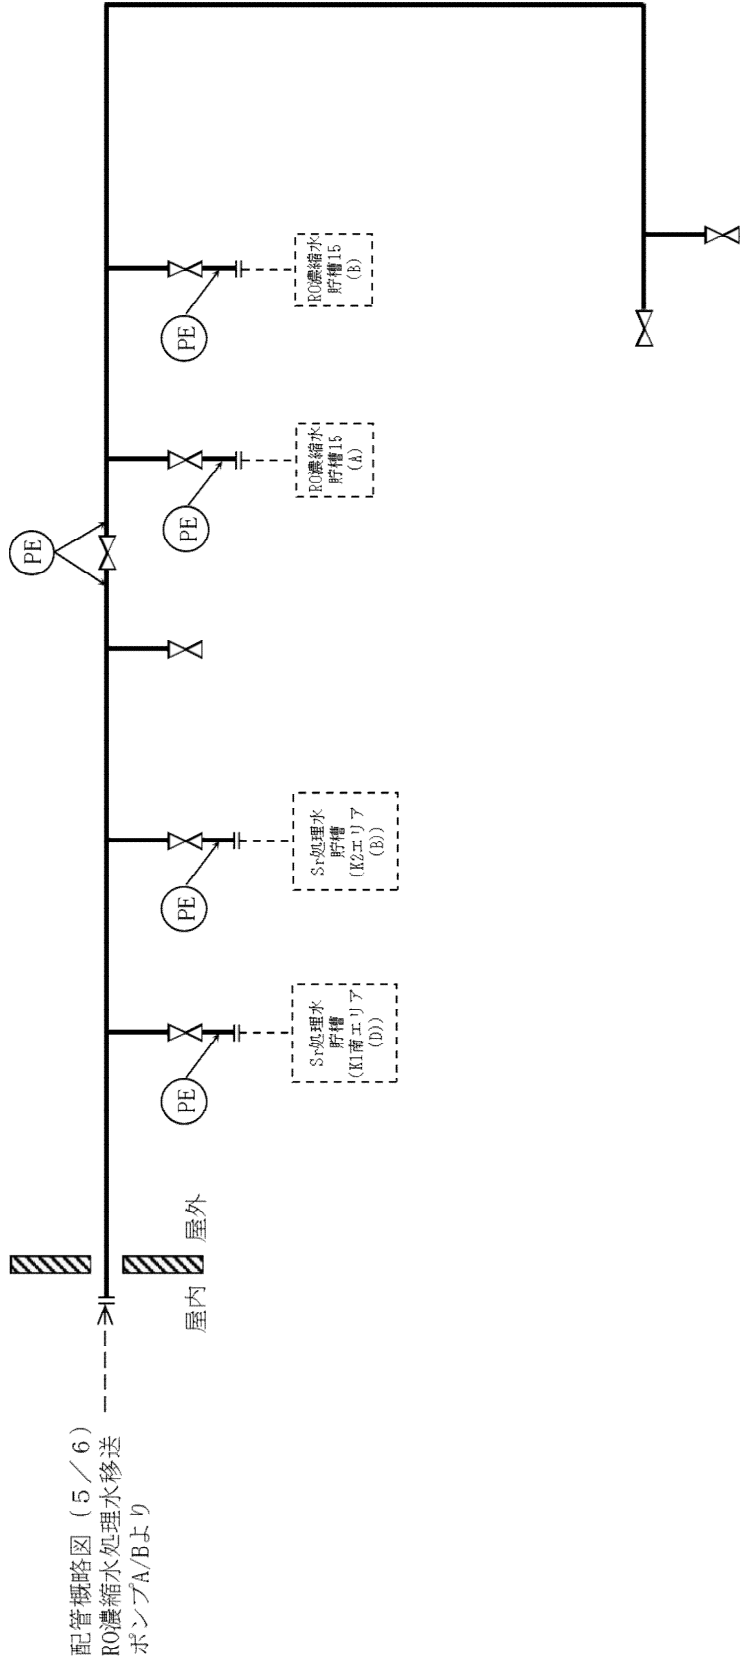 配管概略図(5/6)
RO濃縮水処理水移送
ポンプA/Bより
屋内
屋外
PE
Sr処理水
貯槽
(K1南エリア
(D))
PE
Sr処理水
貯槽
(K2エリア
(B))
PE
PE
RO濃縮水
貯槽15
(A)
PE
RO濃縮水
貯槽15
(B)